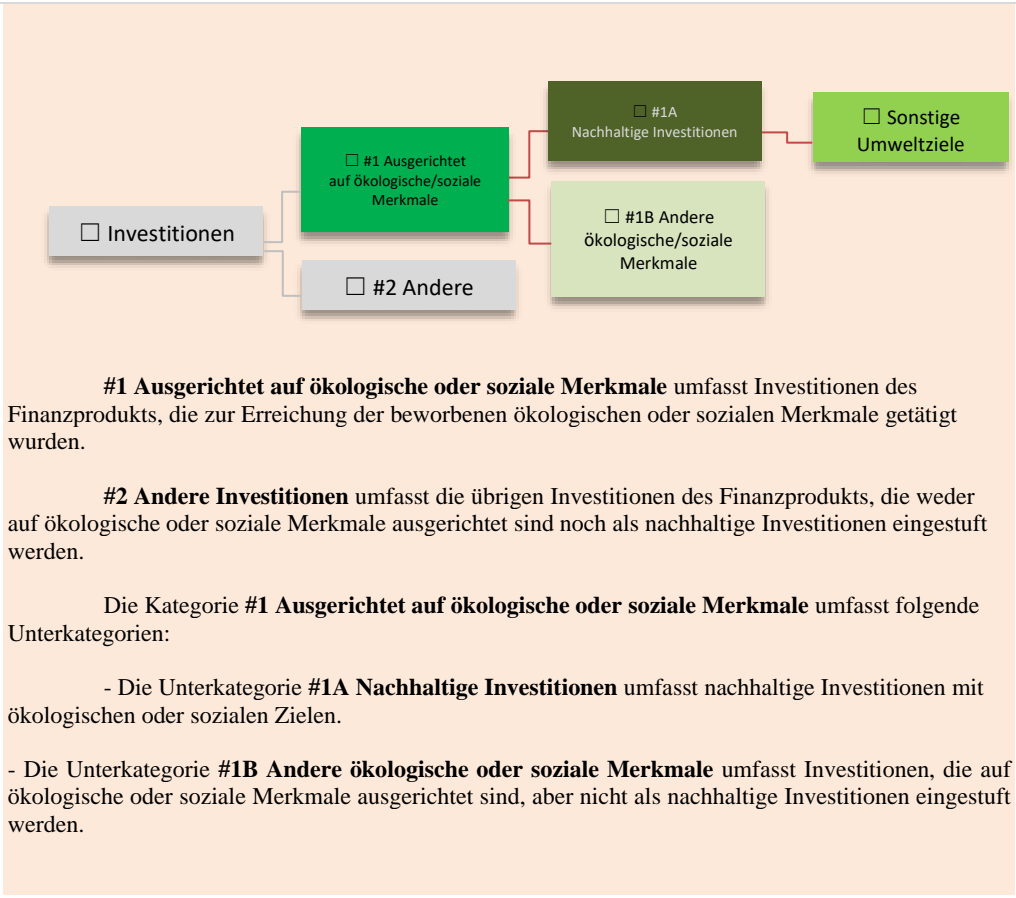 ☐ Investitionen
☐ #1 Ausgerichtet
auf ökologische/soziale
Merkmale
☐ #2 Andere
☐ #1A
Nachhaltige Investitionen
☐ #1B Andere
ökologische/soziale
Merkmale
☐ Sonstige
Umweltziele
#1 Ausgerichtet auf ökologische oder soziale Merkmale umfasst Investitionen des
Finanzprodukts, die zur Erreichung der beworbenen ökologischen oder sozialen Merkmale getätigt
wurden.
#2 Andere Investitionen umfasst die übrigen Investitionen des Finanzprodukts, die weder
auf ökologische oder soziale Merkmale ausgerichtet sind noch als nachhaltige Investitionen eingestuft
werden.
Die Kategorie #1 Ausgerichtet auf ökologische oder soziale Merkmale umfasst folgende
Unterkategorien:
- Die Unterkategorie #1A Nachhaltige Investitionen umfasst nachhaltige Investitionen mit
ökologischen oder sozialen Zielen.
- Die Unterkategorie #1B Andere ökologische oder soziale Merkmale umfasst Investitionen, die auf
ökologische oder soziale Merkmale ausgerichtet sind, aber nicht als nachhaltige Investitionen eingestuft
werden.